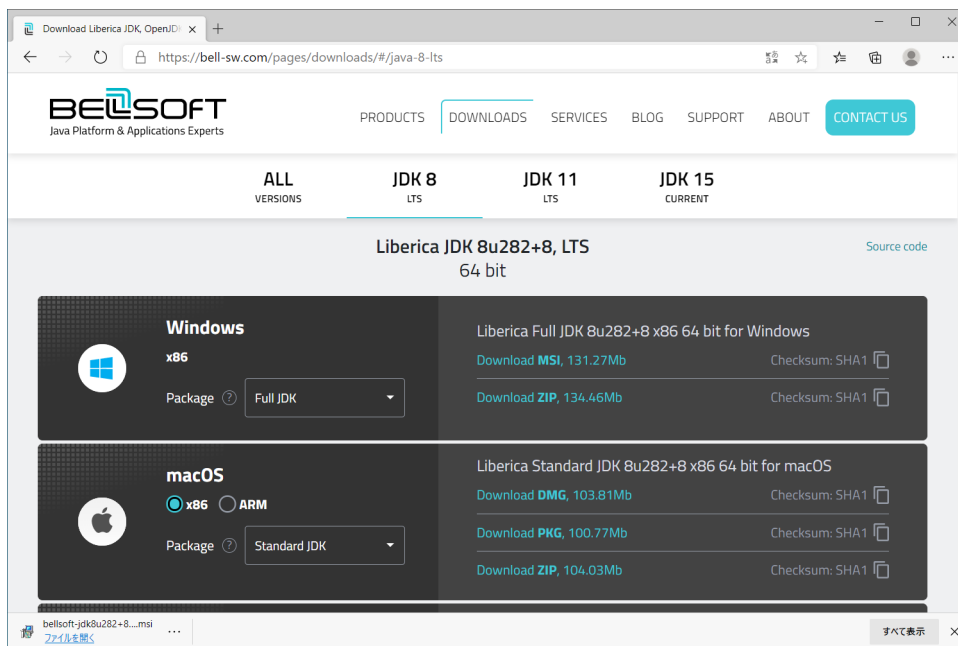 Download Liberica JDK, OpenJD
https://bell-sw.com/pages/downloads/#/java-8-lts
BELLSOFT
Java Platform & Applications Experts
PRODUCTS DOWNLOADS SERVICES BLOG SUPPORT ABOUT CONTACT US
ALL JDK 8 JDK 11 JDK 15
VERSIONS LTS LTS CURRENT
Liberica JDK 8u282+8, LTS
Source code
64 bit
Windows
x86
Package ? Full JDK
Liberica Full JDK 8u282+8 x86 64 bit for Windows
Download MSI, 131.27Mb Checksum: SHA1
Download ZIP, 134.46Mb Checksum: SHA1
macOS
x86 ARM
Package ? Standard JDK
Liberica Standard JDK 8u282+8 x86 64 bit for macOS
Download DMG, 103.81Mb Checksum: SHA1
Download PKG, 100.77Mb Checksum: SHA1
Download ZIP, 104.03Mb Checksum: SHA1
bellsoft-jdk8u282+8....msi
ファイルを開く
すべて表示